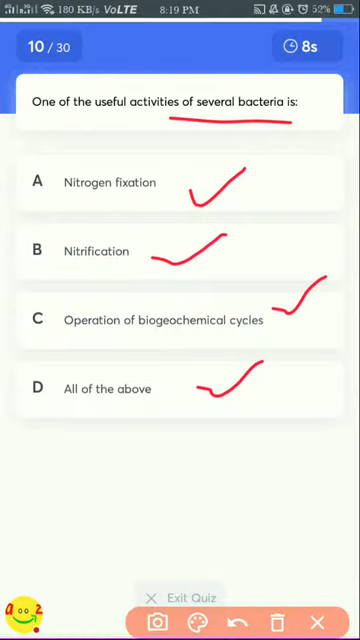 180 KB/s VoLTE 8:19 PM 52%
10 / 30
8s
One of the useful activities of several bacteria is:
A Nitrogen fixation
B Nitrification
C Operation of biogeochemical cycles
D All of the above
Exit Quiz
a z